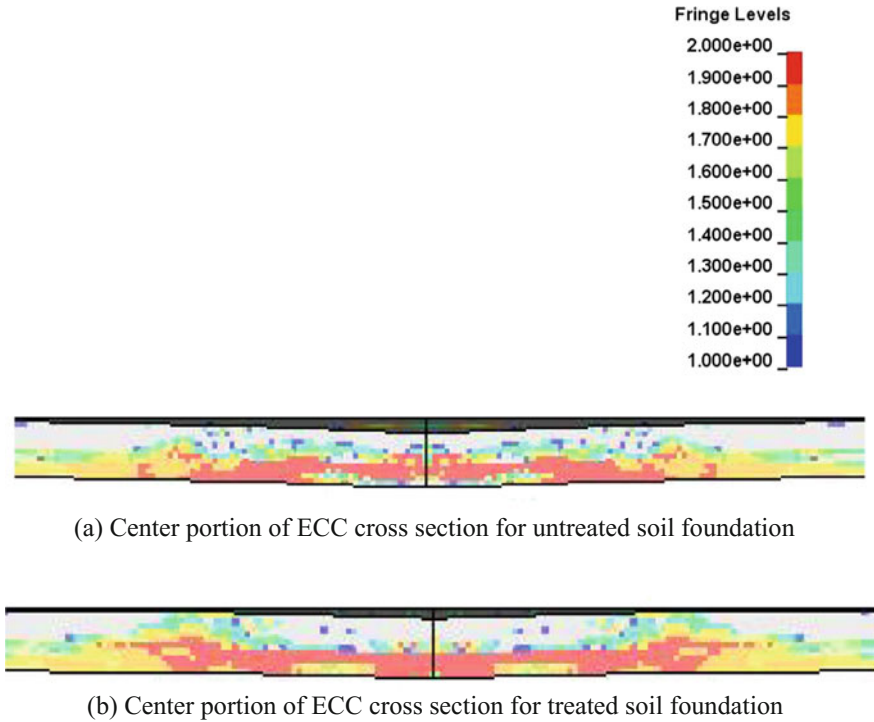 Fringe Levels
2.000e+00
1.900e+00
1.800e+00
1.700e+00
1.600e+00
1.500e+00
1.400e+00
1.300e+00
1.200e+00
1.100e+00
1.000e+00
(a) Center portion of ECC cross section for untreated soil foundation
(b) Center portion of ECC cross section for treated soil foundation